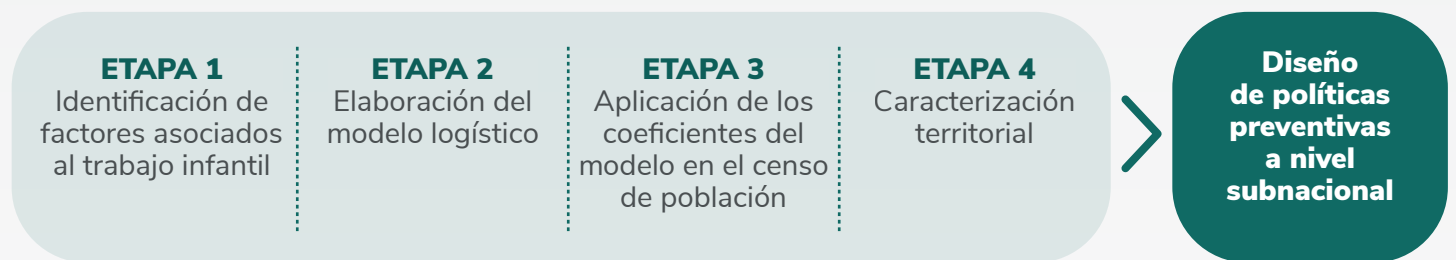 ETAPA 1
Identificación de
factores asociados
al trabajo infantil
ETAPA 2
Elaboración del
modelo logístico
ETAPA 3
Aplicación de los
coeficientes del
modelo en el censo
de población
ETAPA 4
Caracterización
territorial
Diseño
de políticas
preventivas
a nivel
subnacional